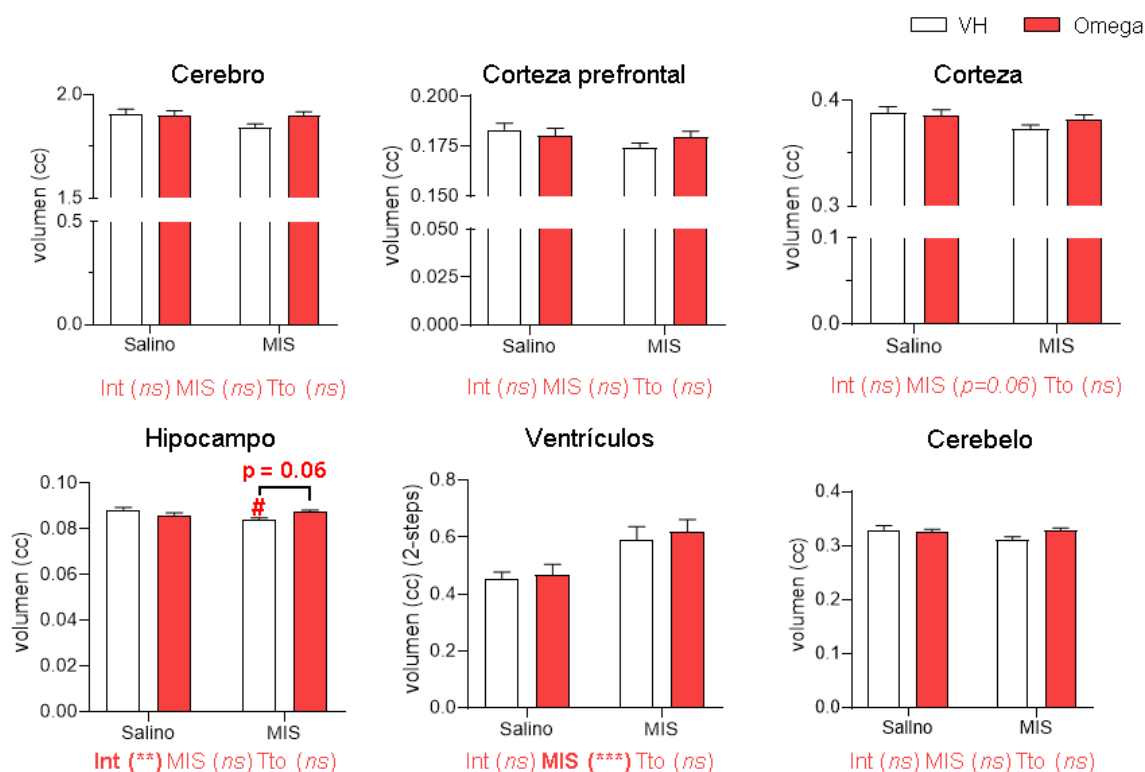 VH Omega
Cerebro
volumen (cc)
2.0
1.5
0.5
0.0
Salino MIS
Int (ns) MIS (ns) Tto (ns)
Corteza prefrontal
volumen (cc)
0.200
0.175
0.150
0.050
0.025
0.000
Salino MIS
Int (ns) MIS (ns) Tto (ns)
Corteza
volumen (cc)
0.4
0.3
0.1
0.0
Salino MIS
Int (ns) MIS (p=0.06) Tto (ns)
Hipocampo
p = 0.06
#
volumen (cc)
0.10
0.08
0.06
0.04
0.02
0.00
Salino MIS
Int (**) MIS (ns) Tto (ns)
Ventrículos
volumen (cc) (2-steps)
0.8
0.6
0.4
0.2
0.0
Salino MIS
Int (ns) MIS (***) Tto (ns)
Cerebelo
volumen (cc)
0.4
0.3
0.2
0.1
0.0
Salino MIS
Int (ns) MIS (ns) Tto (ns)